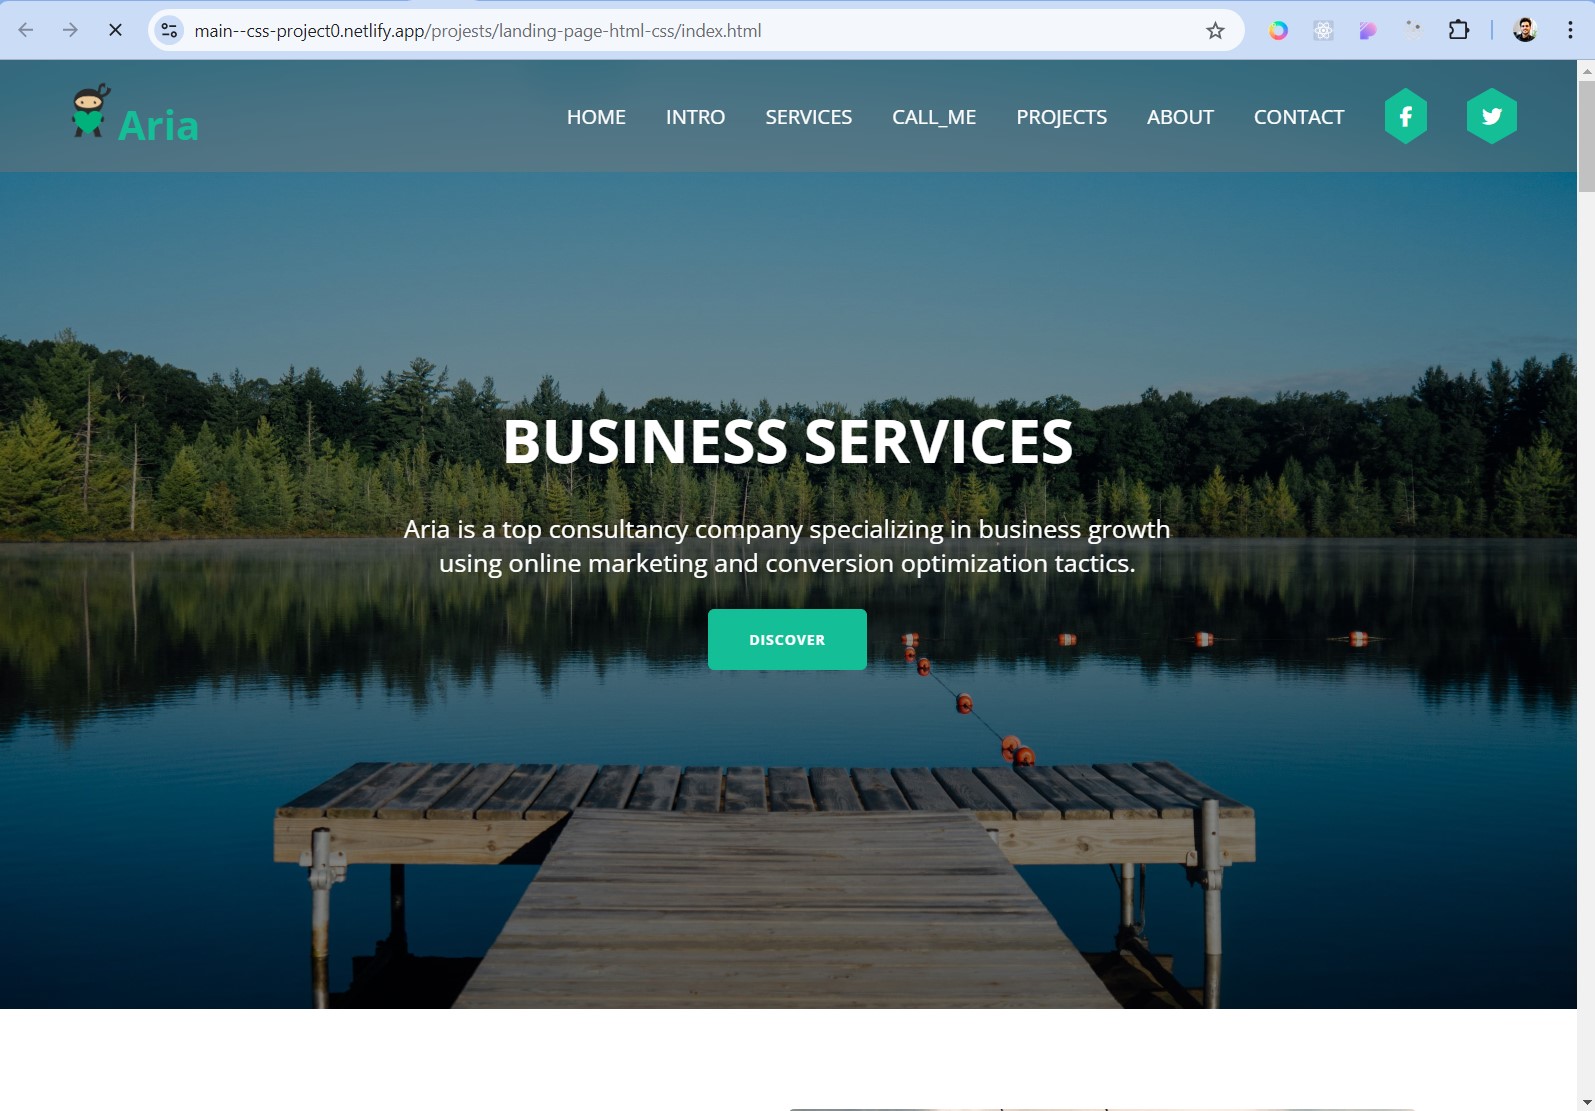 main--css-project0.netlify.app/projests/landing-page-html-css/index.html
Aria
HOME INTRO SERVICES CALL_ME PROJECTS ABOUT CONTACT
BUSINESS SERVICES
Aria is a top consultancy company specializing in business growth
using online marketing and conversion optimization tactics.
DISCOVER